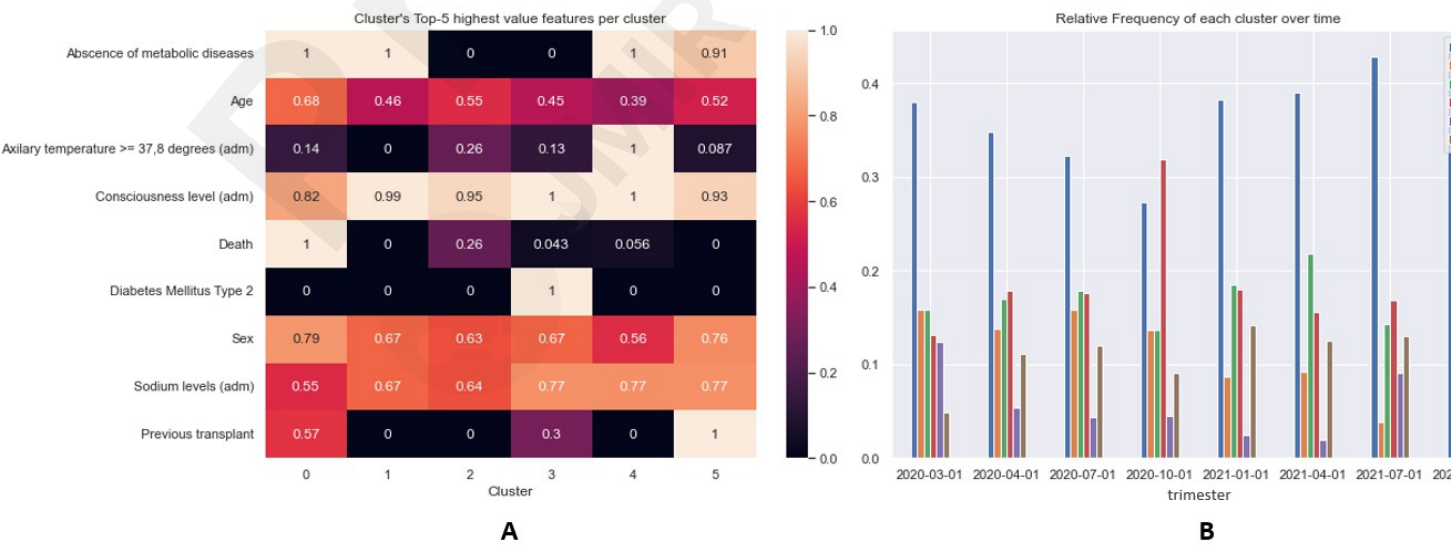 Cluster's Top-5 highest value features per cluster
Abscence of metabolic diseases 1 1 0 0 1 0.91
Age 0.68 0.46 0.55 0.45 0.39 0.52
Axilary temperature >= 37,8 degrees (adm) 0.14 0 0.26 0.13 1 0.087
Consciousness level (adm) 0.82 0.99 0.95 1 1 0.93
Death 1 0 0.26 0.043 0.056 0
Diabetes Mellitus Type 2 0 0 0 1 0 0
Sex 0.79 0.67 0.63 0.67 0.56 0.76
Sodium levels (adm) 0.55 0.67 0.64 0.77 0.77 0.77
Previous transplant 0.57 0 0 0.3 0 1
0 1 2 3 4 5
Cluster
1.0
0.8
0.6
0.4
0.2
0.0
A
Relative Frequency of each cluster over time
0.4
0.3
0.2
0.1
0.0
2020-03-01 2020-04-01 2020-07-01 2020-10-01 2021-01-01 2021-04-01 2021-07-01 202
trimester
B
JMIR